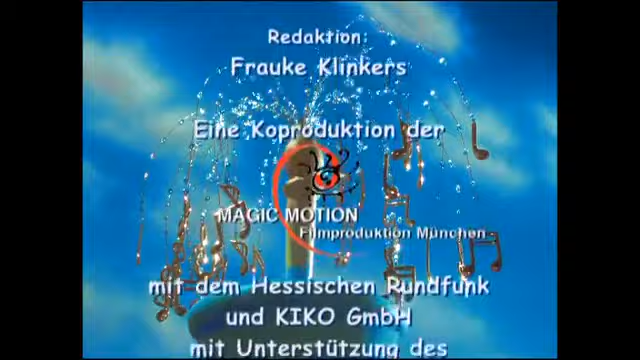 Redaktion:
Frauke Klinkers
Eine Koproduktion der
MAGIC MOTION
Filmproduktion München
mit dem Hessischen Rundfunk
und KIKO GmbH
mit Unterstützung des